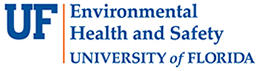 UF Environmental
Health and Safety
UNIVERSITY of FLORIDA